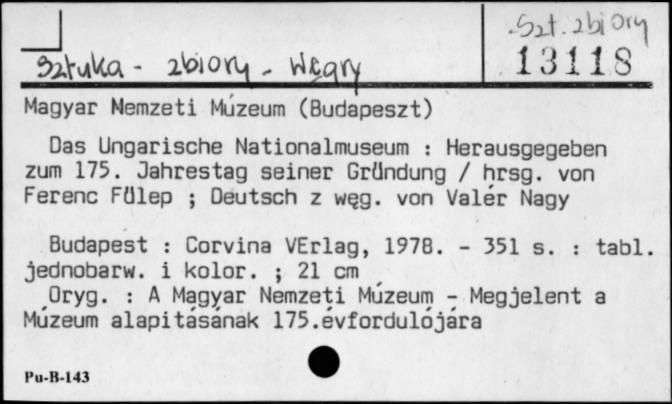 Szt. zbiory
Sztuka - zbiory - Węgry
13118
Magyar Nemzeti Múzeum (Budapeszt)
Das Ungarische Nationalmuseum : Herausgegeben
zum 175. Jahrestag seiner Gründung / hrsg. von
Ferenc Fülep ; Deutsch z węg. von Valér Nagy
Budapest : Corvina VErlag, 1978. - 351 s. : tabl.
jednobarw. i kolor. ; 21 cm
Oryg. : A Magyar Nemzeti Múzeum - Megjelent a
Múzeum alapitásának 175.évfordulójára
Pu-B-143